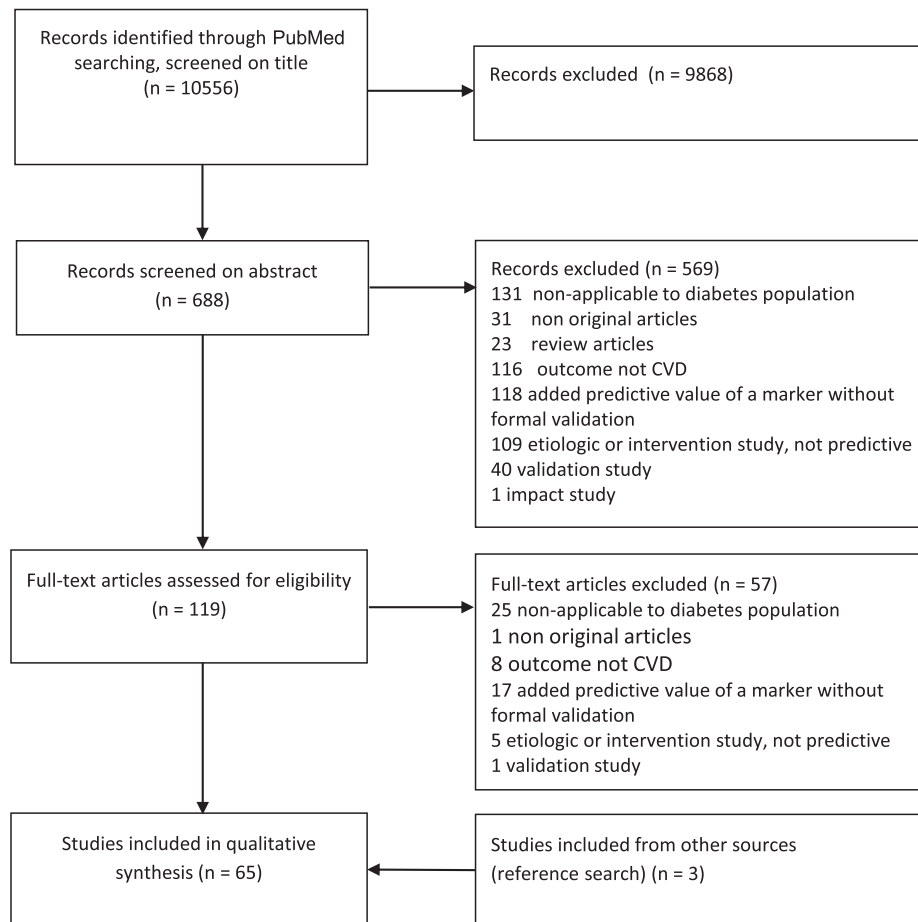 Records identified through PubMed
searching, screened on title
(n = 10556)
Records excluded (n = 9868)
Records screened on abstract
(n = 688)
Records excluded (n = 569)
131 non-applicable to diabetes population
31 non original articles
23 review articles
116 outcome not CVD
118 added predictive value of a marker without
formal validation
109 etiologic or intervention study, not predictive
40 validation study
1 impact study
Full-text articles assessed for eligibility
(n = 119)
Full-text articles excluded (n = 57)
25 non-applicable to diabetes population
1 non original articles
8 outcome not CVD
17 added predictive value of a marker without
formal validation
5 etiologic or intervention study, not predictive
1 validation study
Studies included in qualitative
synthesis (n = 65)
Studies included from other sources
(reference search) (n = 3)